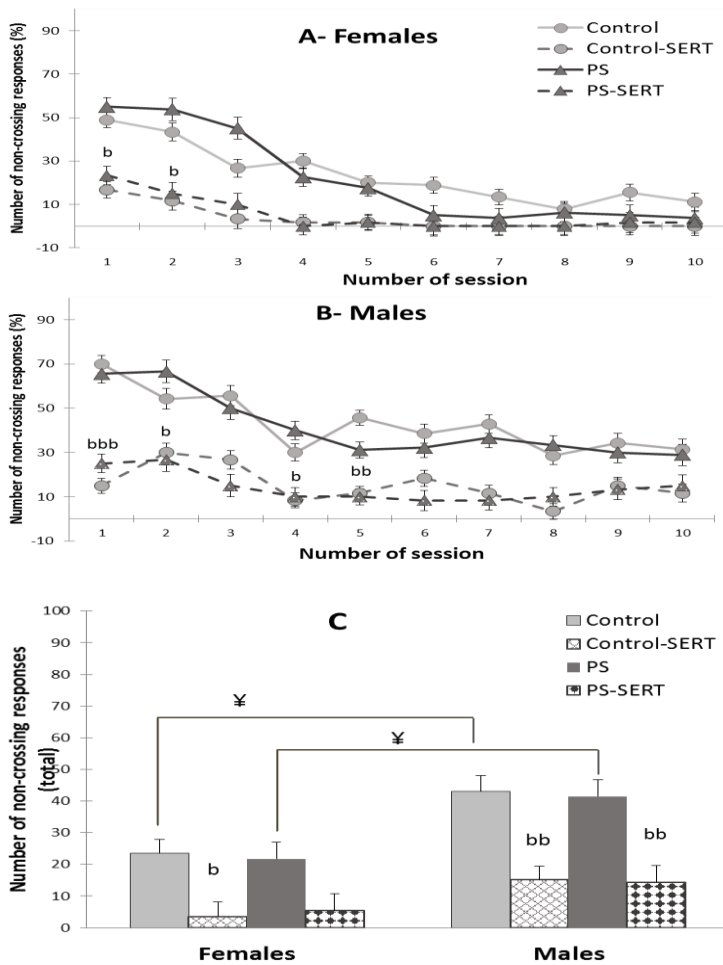 A- Females
Control
Control-SERT
PS
PS-SERT
Number of non-crossing responses (%)
90
70
50
30
10
-10
b
b
1 2 3 4 5 6 7 8 9 10
Number of session
B- Males
Number of non-crossing responses (%)
90
70
50
30
10
-10
bbb
b
b
bb
1 2 3 4 5 6 7 8 9 10
Number of session
C
Control
Control-SERT
PS
PS-SERT
Number of non-crossing responses
(total)
100
90
80
70
60
50
40
30
20
10
0
¥
¥
b
bb
bb
Females Males